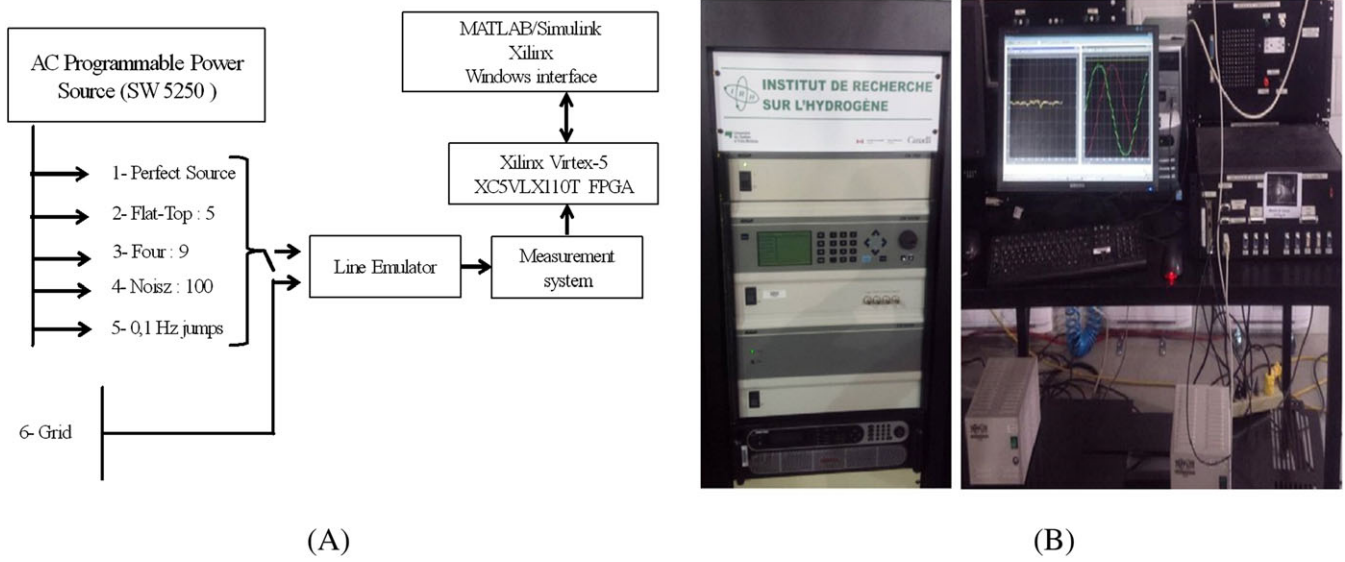 AC Programmable Power
Source (SW 5250 )
1- Perfect Source
2- Flat-Top : 5
3- Four : 9
4- Noisz : 100
5- 0,1 Hz jumps
6- Grid
Line Emulator
Measurement
system
Xilinx Virtex-5
XC5VLX110T FPGA
MATLAB/Simulink
Xilinx
Windows interface
(A)
INSTITUT DE RECHERCHE
SUR L'HYDROGÈNE
Canada
(B)